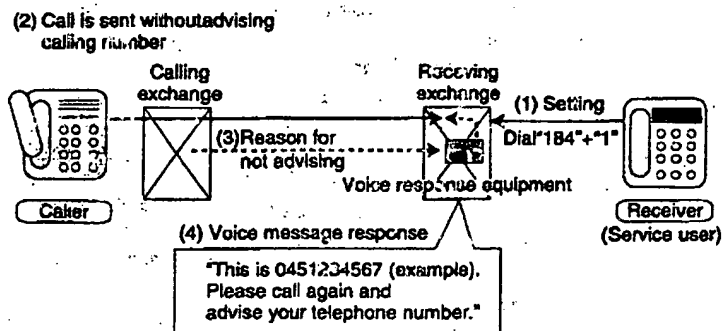 (2) Call is sent withoutadvising
calling number
Calling
exchange
Receiving
exchange
(1) Setting
Dial"184"+"1"
(3)Reason for
not advising
Voice response equipment
Caller
Receiver
(Service user)
(4) Voice message response
"This is 0451234567 (example).
Please call again and
advise your telephone number."